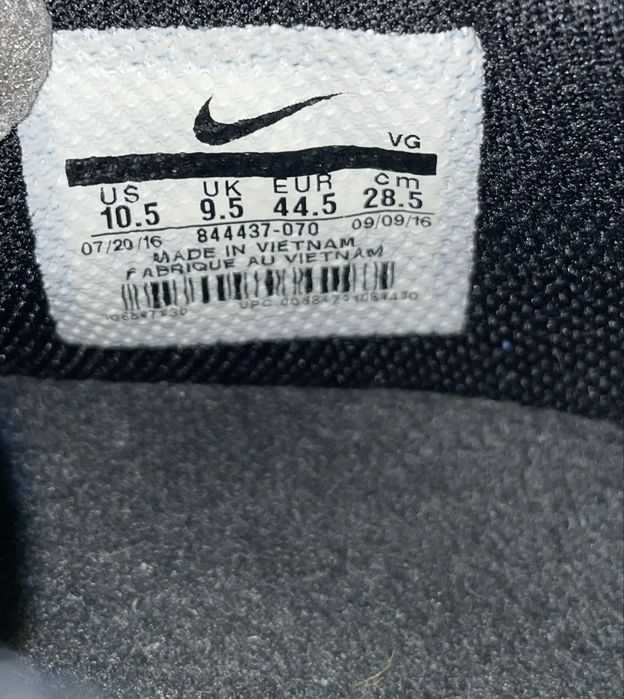 VG
US UK EUR cm
10.5 9.5 44.5 28.5
07/20/16 844437-070 09/09/16
MADE IN VIETNAM
FABRIQUE AU VIETNAM
UPC